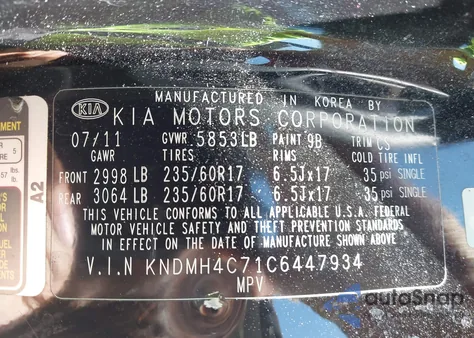 MANUFACTURED IN KOREA BY
KIA KIA MOTORS CORPORATION
07/11 GVWR 5853LB PAINT 9B TRIM CS
GAWR TIRES RIMS COLD TIRE INFL
FRONT 2998 LB 235/60R17 6.5Jx17 35 psi SINGLE
REAR 3064 LB 235/60R17 6.5Jx17 35 psi SINGLE
THIS VEHICLE CONFORMS TO ALL APPLICABLE U.S.A. FEDERAL
MOTOR VEHICLE SAFETY AND THEFT PREVENTION STANDARDS
IN EFFECT ON THE DATE OF MANUFACTURE SHOWN ABOVE.
V.I.N KNDMH4C71C6447934
MPV
A2
5
lb.
autoSnap